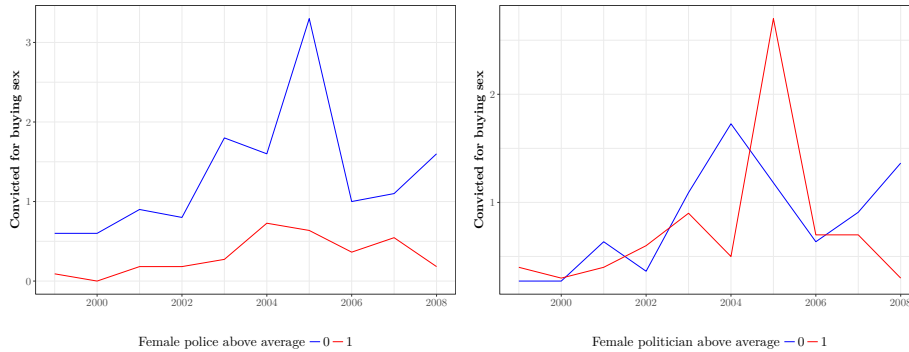 Convicted for buying sex
3
2
1
0
2000 2002 2004 2006 2008
Female police above average 0 1
Convicted for buying sex
2
1
2000 2002 2004 2006 2008
Female politician above average 0 1